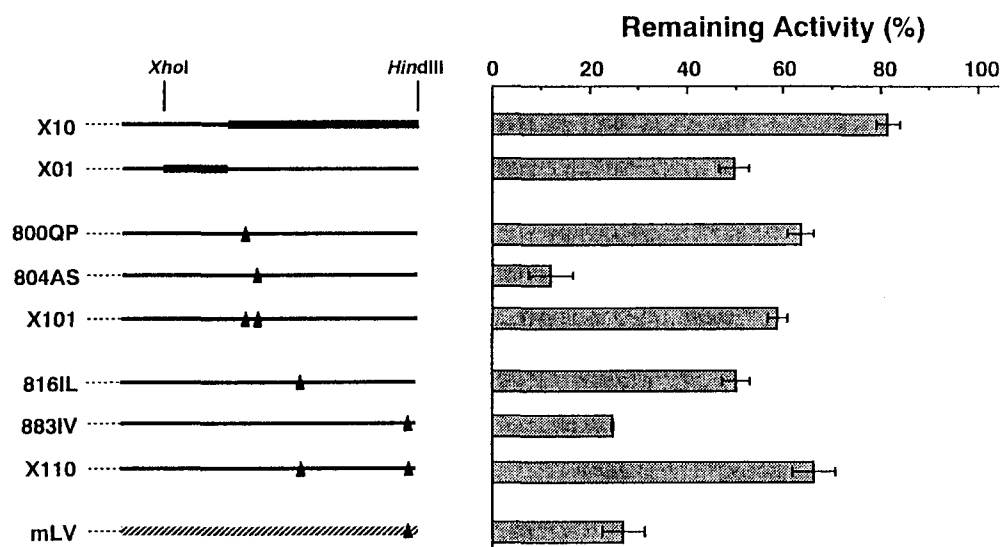 Remaining Activity (%)
XhoI HindIII 0 20 40 60 80 100
X10
X01
800QP
804AS
X101
816IL
883IV
X110
mLV